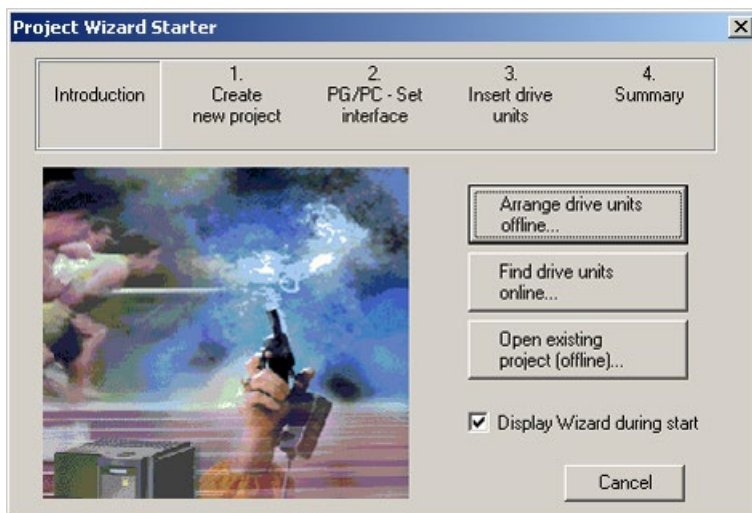 Project Wizard Starter
Introduction
1.
Create
new project
2.
PG/PC - Set
interface
3.
Insert drive
units
4.
Summary
Arrange drive units
offline...
Find drive units
online...
Open existing
project (offline)...
Display Wizard during start
Cancel